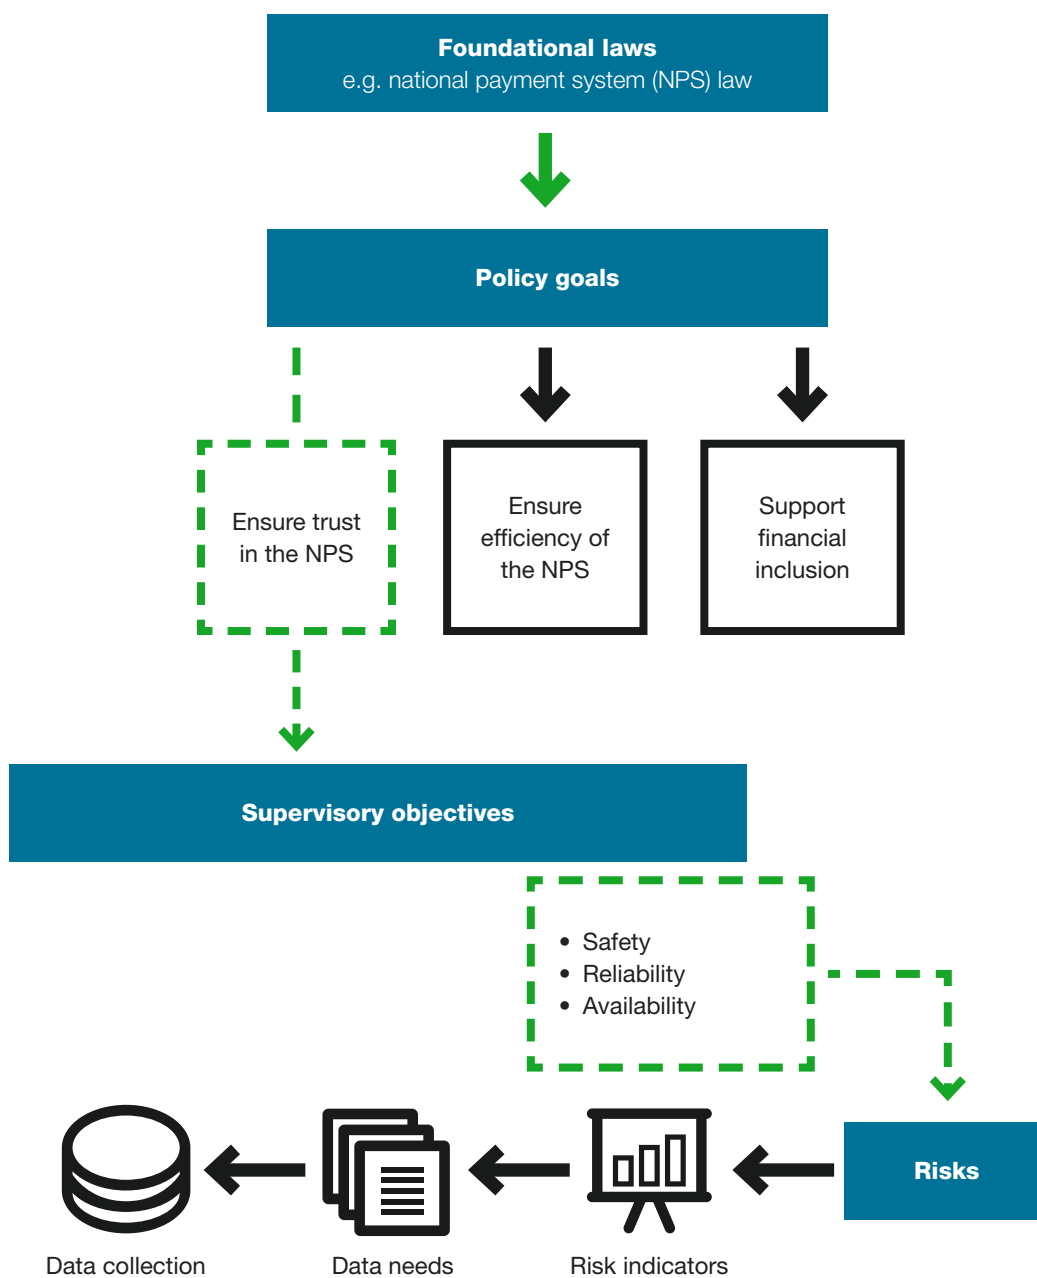 Foundational laws
e.g. national payment system (NPS) law
Policy goals
Ensure trust
in the NPS
Ensure
efficiency of
the NPS
Support
financial
inclusion
Supervisory objectives
• Safety
• Reliability
• Availability
Risks
Data collection
Data needs
Risk indicators